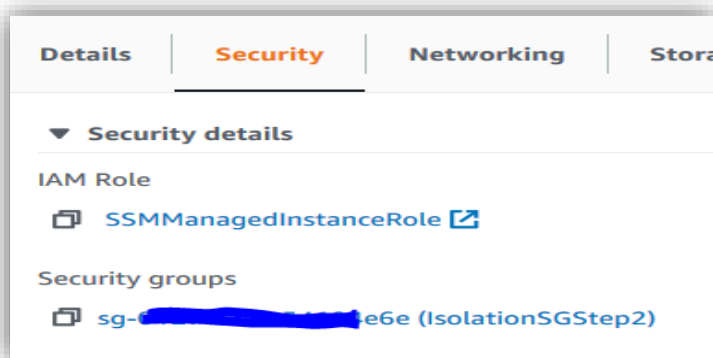 Details Security Networking Stora
Security details
IAM Role
SSMManagedInstanceRole
Security groups
sg- e6e (IsolationSGStep2)